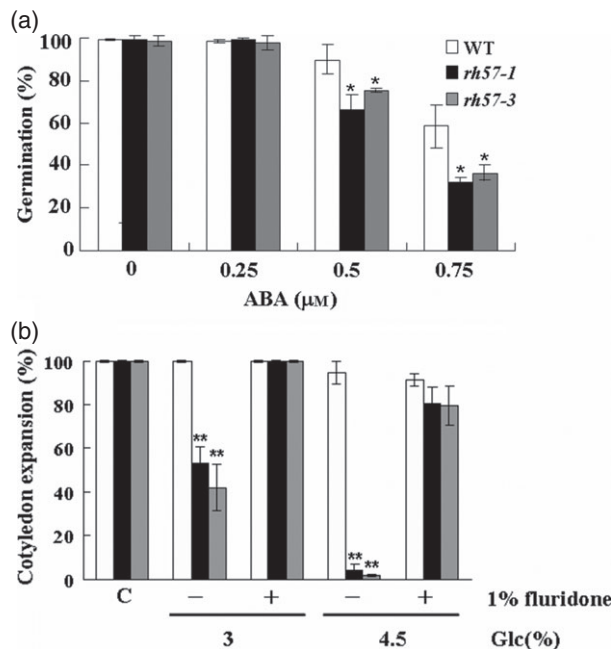 (a)
Germination (%)
100
80
60
40
20
0
WT
rh57-1
rh57-3
* *
* *
0 0.25 0.5 0.75
ABA (μM)
(b)
Cotyledon expansion (%)
100
80
60
40
20
0
** **
** **
C − + − + 1% fluridone
3 4.5 Glc(%)